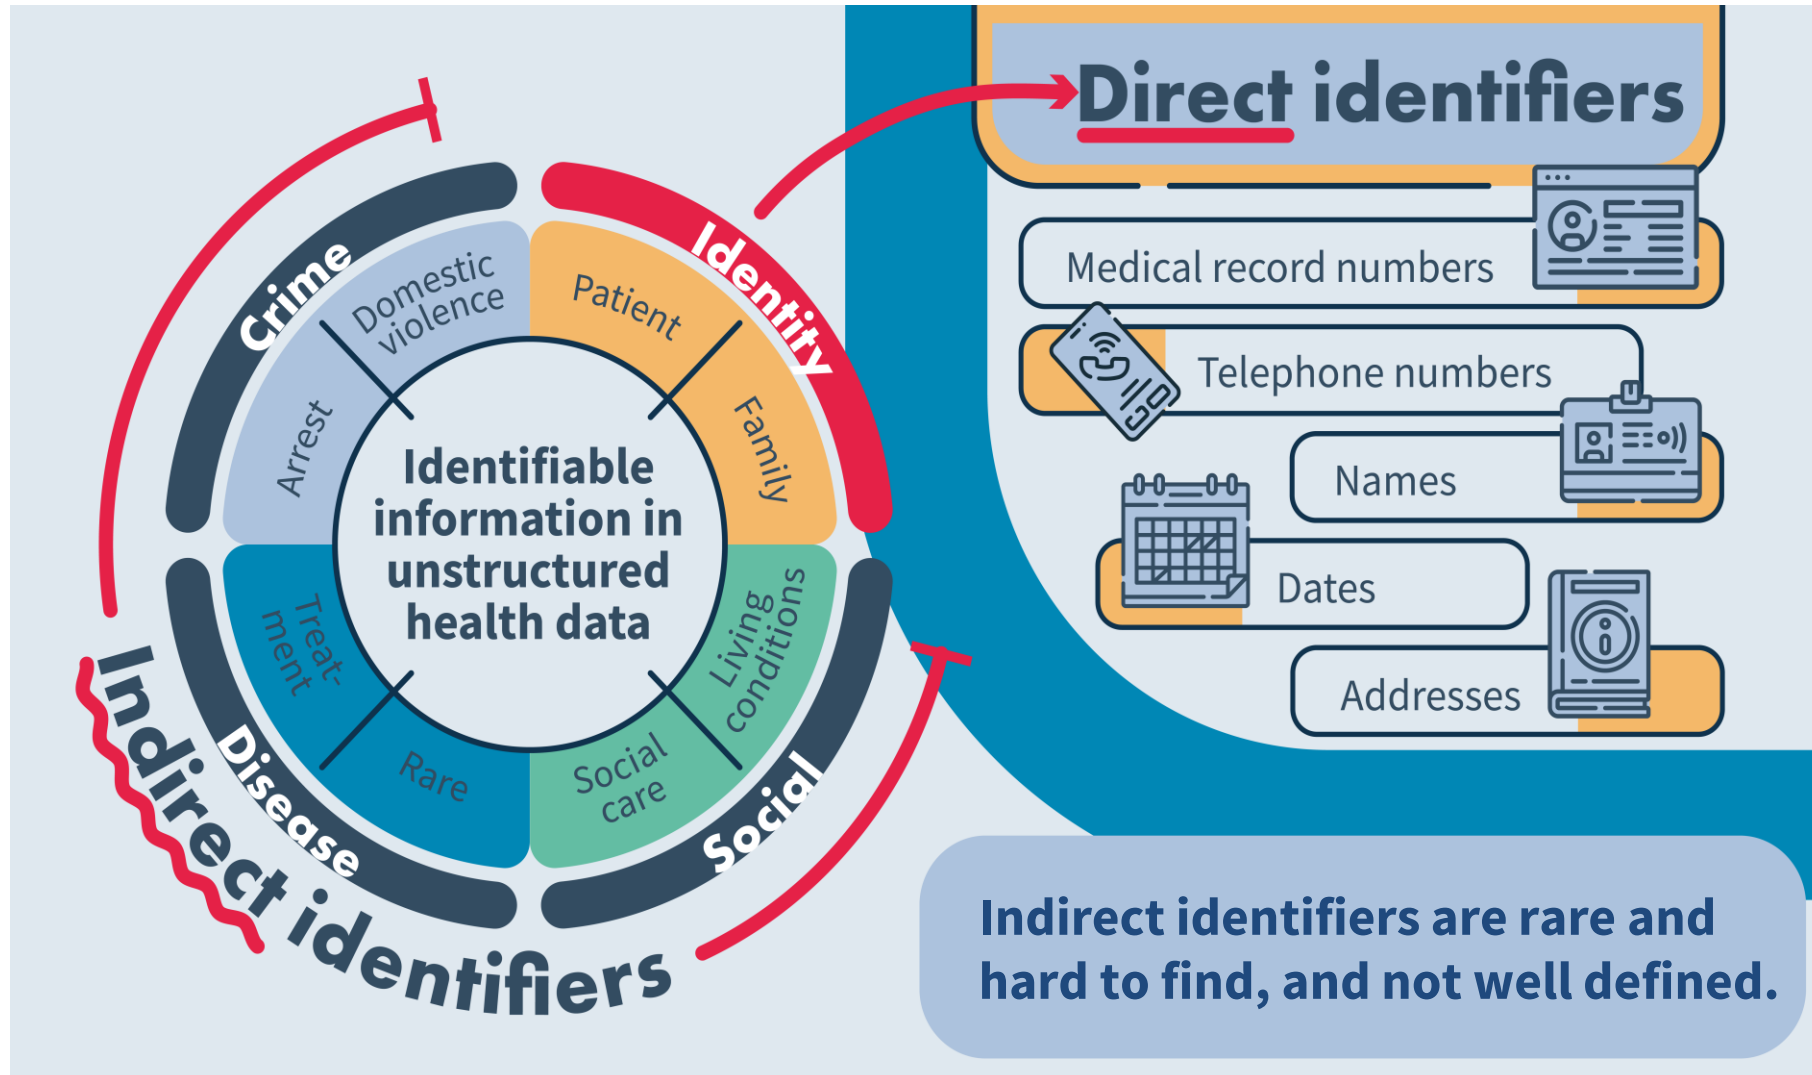 Direct identifiers
Medical record numbers
Telephone numbers
Names
Dates
Addresses
Crime
Identity
Domestic
violence
Patient
Arrest
Family
Identifiable
information in
unstructured
health data
Treat-
ment
Living
conditions
Rare
Social
care
Disease
Social
Indirect identifiers
Indirect identifiers are rare and
hard to find, and not well defined.